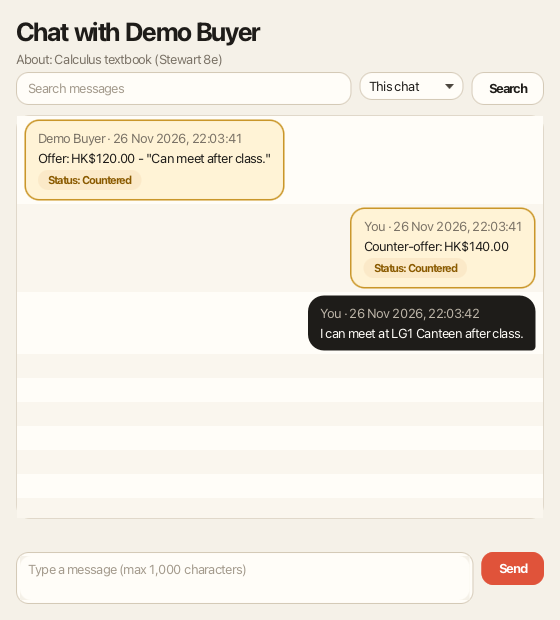 Chat with Demo Buyer
About: Calculus textbook (Stewart 8e)
Search messages
This chat
Search
Demo Buyer · 26 Nov 2026, 22:03:41
Offer: HK$120.00 - "Can meet after class."
Status: Countered
You · 26 Nov 2026, 22:03:41
Counter-offer: HK$140.00
Status: Countered
You · 26 Nov 2026, 22:03:42
I can meet at LG1 Canteen after class.
Type a message (max 1,000 characters)
Send